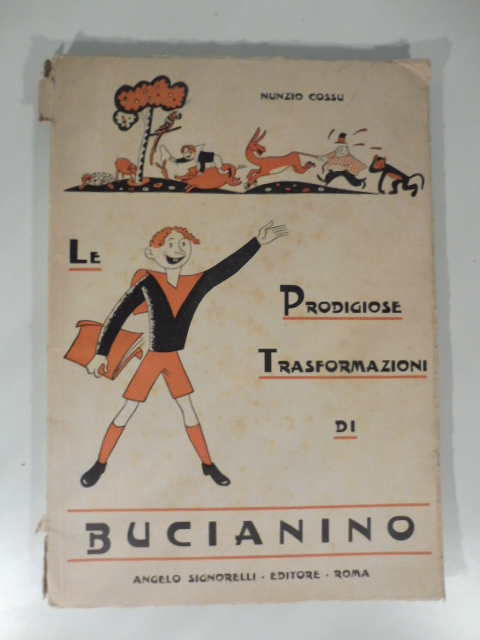 NUNZIO COSSU
LE
PRODIGIOSE
TRASFORMAZIONI
DI
BUCIANINO
ANGELO SIGNORELLI · EDITORE · ROMA